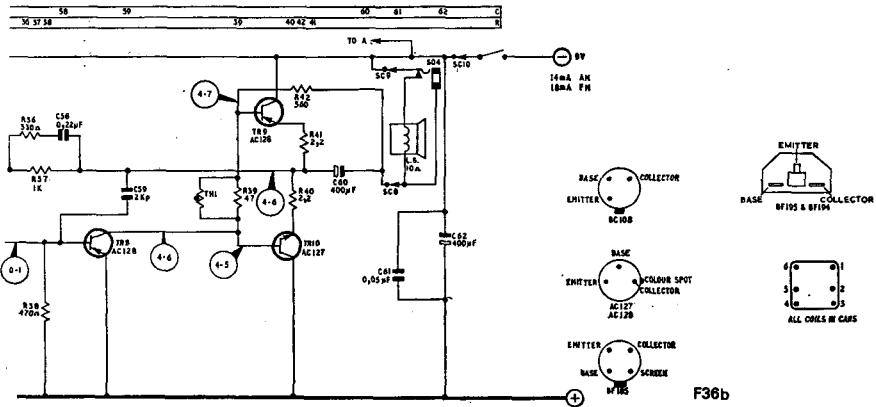 58 59 60 61 62 C
36 37 38 39 40 42 41 R
TO A
SC9
SO4
SC10
9V
14mA AM
18mA FM
4·7
R42
560
TR9
AC128
R41
2,2
R36
330Ω
C58
0,22µF
R37
1K
L.S.
10Ω
C60
400µF
SC8
C59
2Kp
TH1
R39
47
4·6
R40
2,2
TR8
AC128
4·6
4·5
TR10
AC127
0·1
R38
470Ω
C61
0,05µF
C62
400µF
BASE
COLLECTOR
EMITTER
BC108
EMITTER
BASE
COLLECTOR
BF195 & BF194
BASE
EMITTER
COLOUR SPOT
COLLECTOR
AC127
AC128
6 1
5 2
4 3
ALL COILS IN CANS
EMITTER
COLLECTOR
BASE
SCREEN
F36b